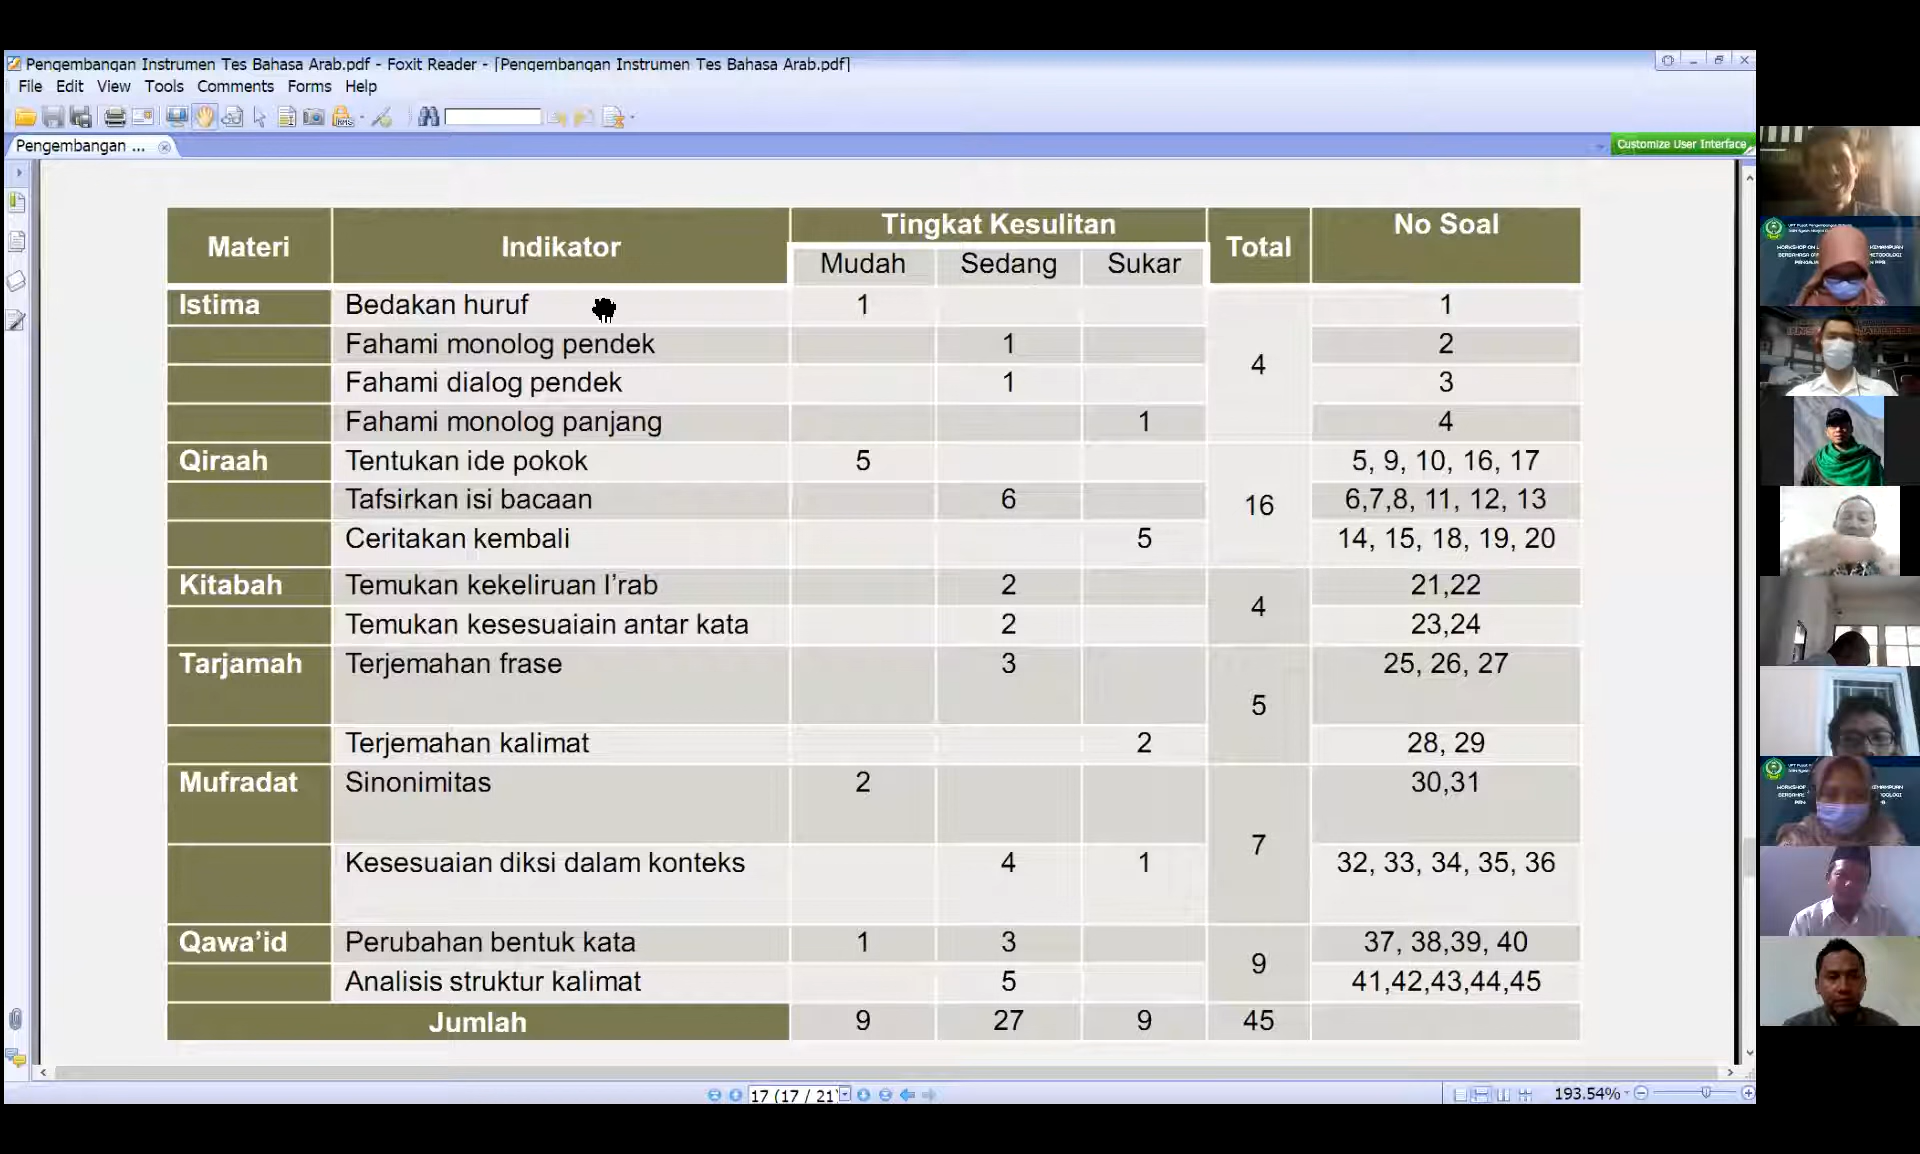 Pengembangan Instrumen Tes Bahasa Arab.pdf - Foxit Reader - [Pengembangan Instrumen Tes Bahasa Arab.pdf]
File Edit View Tools Comments Forms Help
Pengembangan ...
Customize User Interface
Materi Indikator Tingkat Kesulitan Total No Soal
Mudah Sedang Sukar
Istima Bedakan huruf 1 1
Fahami monolog pendek 1 2
Fahami dialog pendek 1 3
4
Fahami monolog panjang 1 4
Qiraah Tentukan ide pokok 5 5, 9, 10, 16, 17
Tafsirkan isi bacaan 6 16 6,7,8, 11, 12, 13
Ceritakan kembali 5 14, 15, 18, 19, 20
Kitabah Temukan kekeliruan I'rab 2 21,22
4
Temukan kesesuaiain antar kata 2 23,24
Tarjamah Terjemahan frase 3 25, 26, 27
5
Terjemahan kalimat 2 28, 29
Mufradat Sinonimitas 2 30,31
7
Kesesuaian diksi dalam konteks 4 1 32, 33, 34, 35, 36
Qawa'id Perubahan bentuk kata 1 3 37, 38,39, 40
9
Analisis struktur kalimat 5 41,42,43,44,45
Jumlah 9 27 9 45
17 (17 / 21)
193.54%